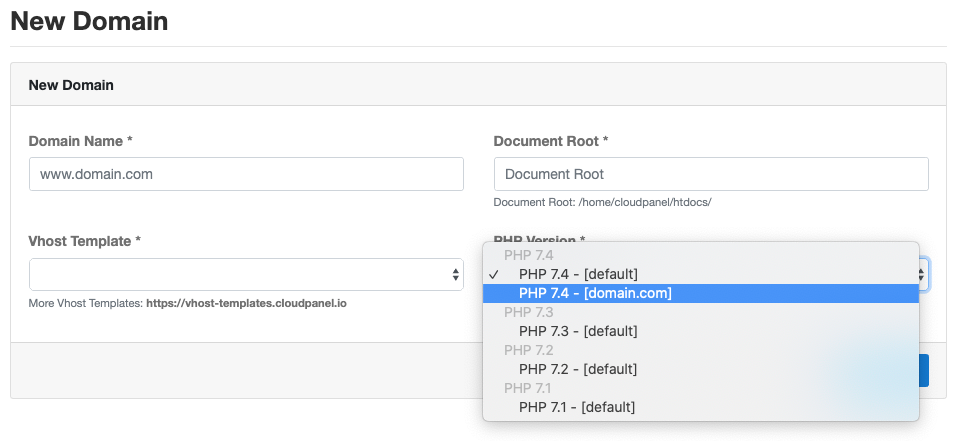 New Domain
New Domain
Domain Name *
Document Root *
www.domain.com
Document Root
Document Root: /home/cloudpanel/htdocs/
Vhost Template *
PHP Version *
More Vhost Templates: https://vhost-templates.cloudpanel.io
PHP 7.4
✓ PHP 7.4 - [default]
PHP 7.4 - [domain.com]
PHP 7.3
PHP 7.3 - [default]
PHP 7.2
PHP 7.2 - [default]
PHP 7.1
PHP 7.1 - [default]